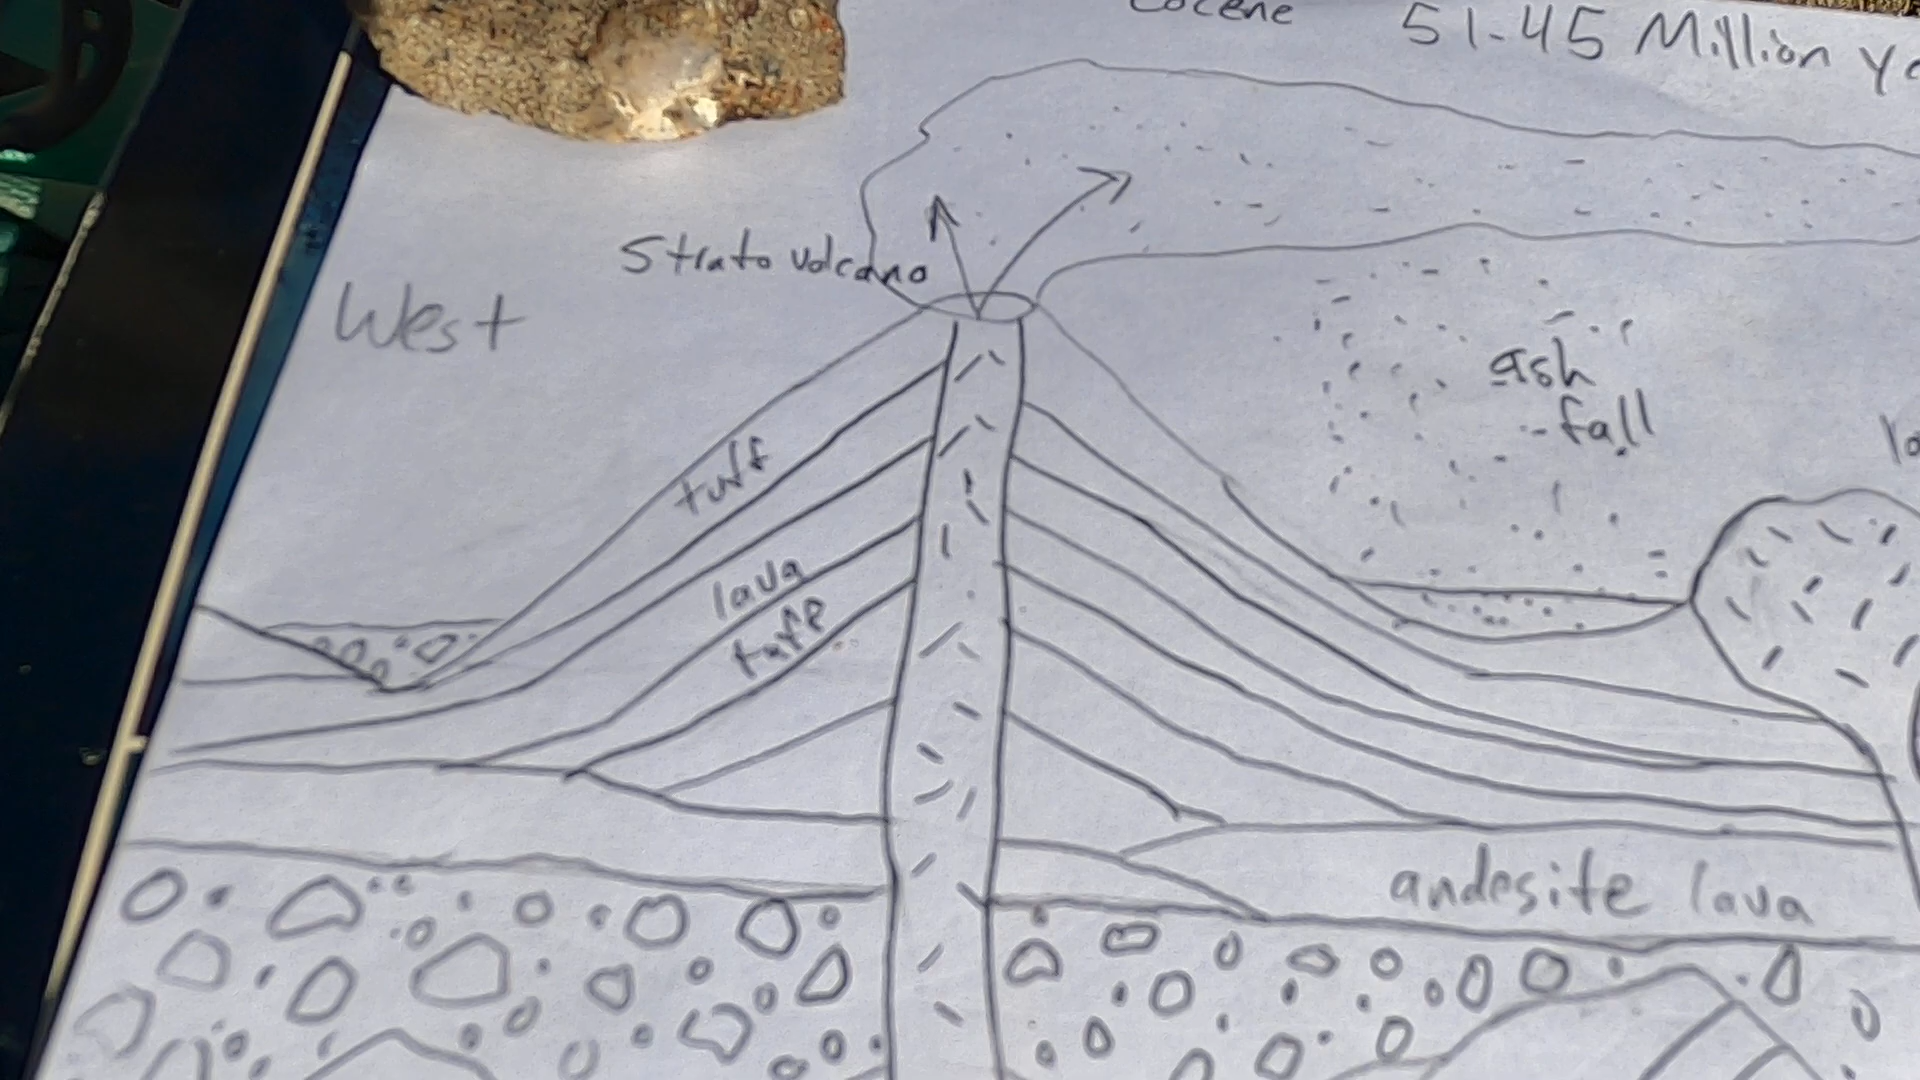 Eocene 51-45 Million
Strato volcano
West
ash
fall
tuff
lava
tuff
andesite lava